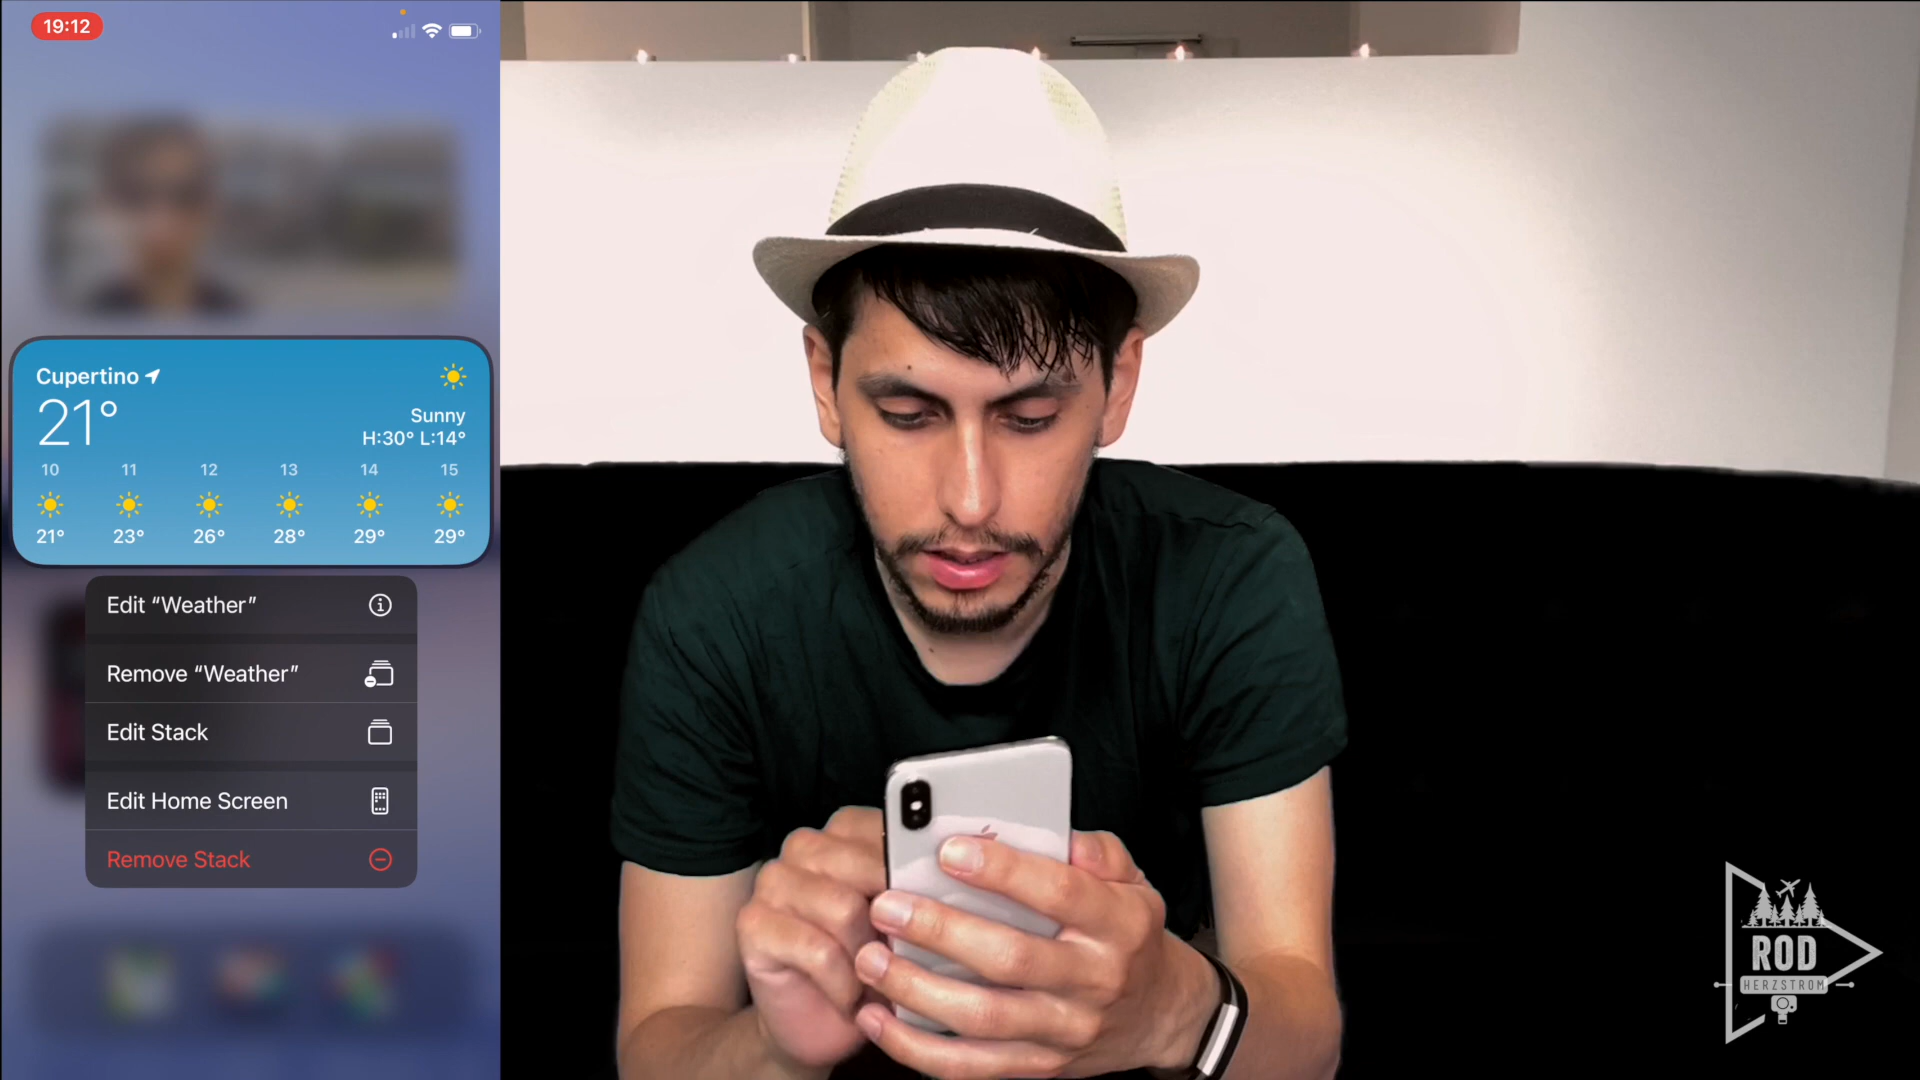 19:12
Cupertino
21°
Sunny
H:30° L:14°
10 11 12 13 14 15
21° 23° 26° 28° 29° 29°
Edit “Weather”
Remove “Weather”
Edit Stack
Edit Home Screen
Remove Stack
ROD
HERZSTROM